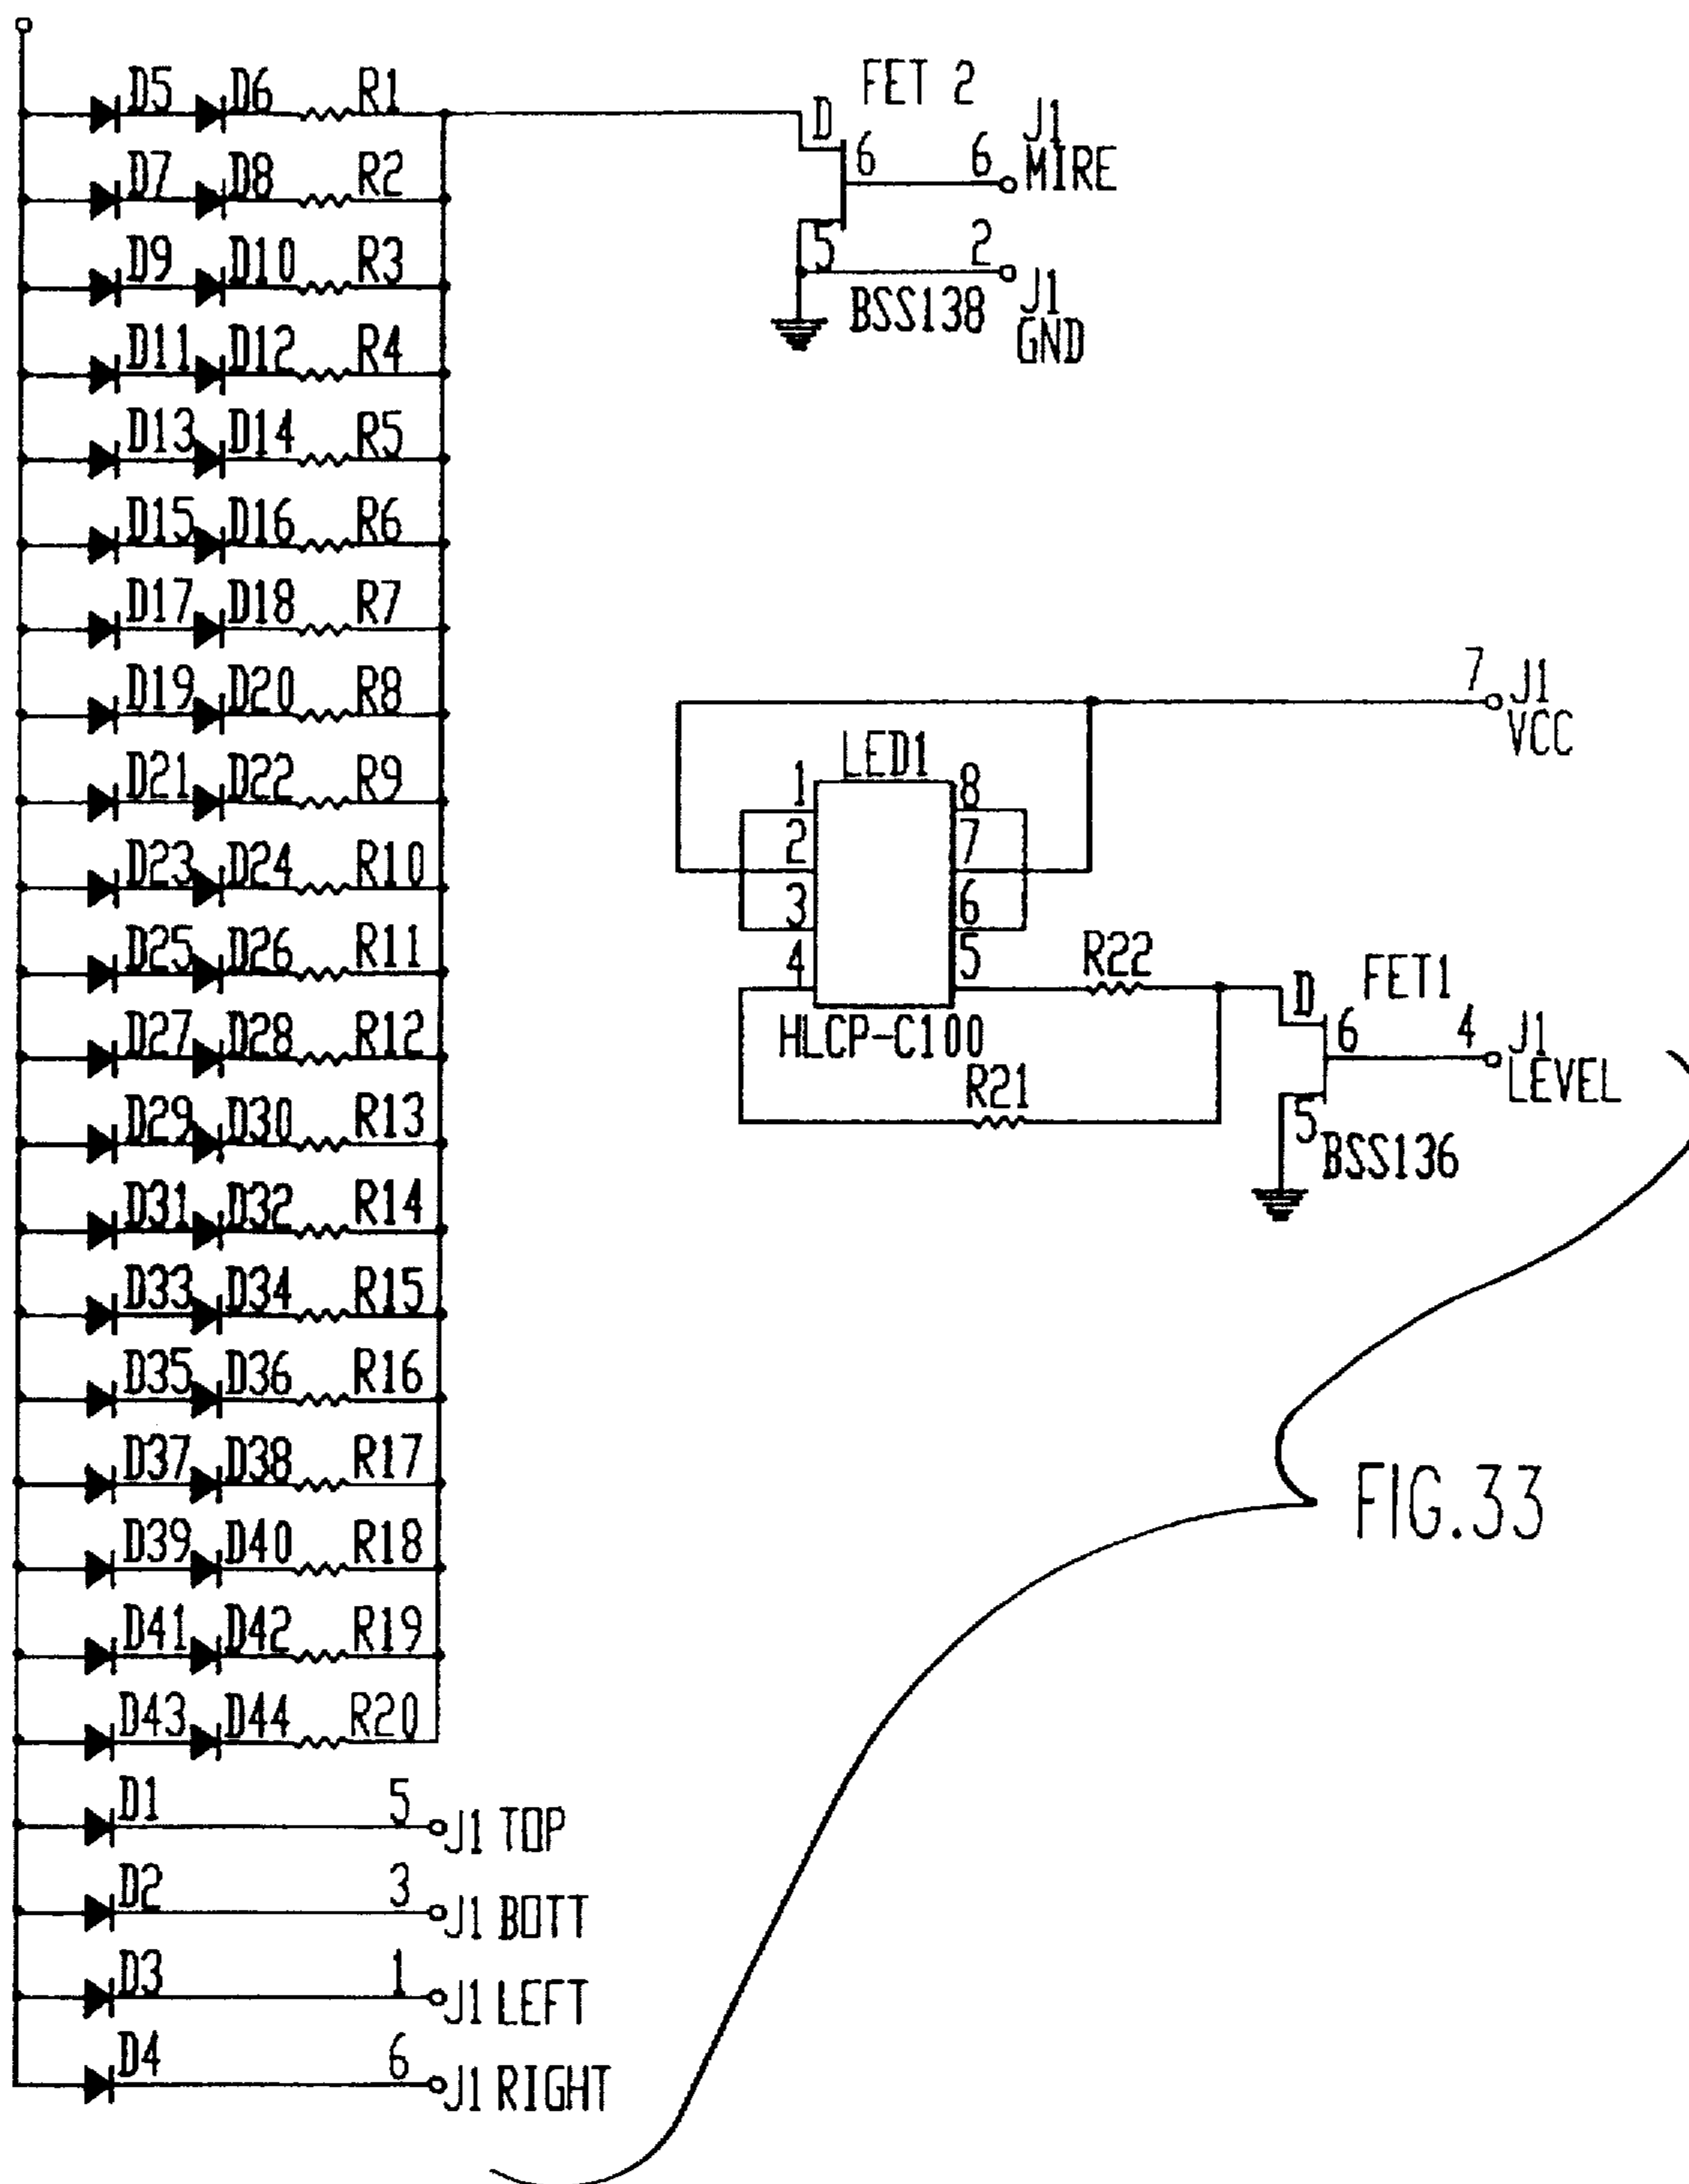 D5 D6 R1
D7 D8 R2
D9 D10 R3
D11 D12 R4
D13 D14 R5
D15 D16 R6
D17 D18 R7
D19 D20 R8
D21 D22 R9
D23 D24 R10
D25 D26 R11
D27 D28 R12
D29 D30 R13
D31 D32 R14
D33 D34 R15
D35 D36 R16
D37 D38 R17
D39 D40 R18
D41 D42 R19
D43 D44 R20
D1 5 J1 TOP
D2 3 J1 BOTT
D3 1 J1 LEFT
D4 6 J1 RIGHT
FET 2
D 6 6 J1
MIRE
5 2 J1
BSS138 GND
7 J1
VCC
LED1
1 8
2 7
3 6
4 5 R22
HLCP-C100
R21
D FET1
6 4 J1
LEVEL
5 BSS136
FIG.33